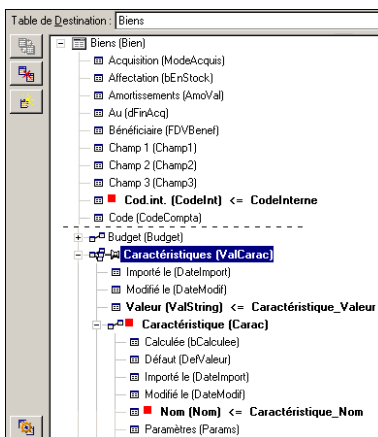 Table de Destination : Biens
Biens (Bien)
Acquisition (ModeAcquis)
Affectation (bEnStock)
Amortissements (AmoVal)
Au (dFinAcq)
Bénéficiaire (FDVBenef)
Champ 1 (Champ1)
Champ 2 (Champ2)
Champ 3 (Champ3)
Cod.int. (CodeInt) <= CodeInterne
Code (CodeCompta)
Budget (Budget)
Caractéristiques (ValCarac)
Importé le (DateImport)
Modifié le (DateModif)
Valeur (ValString) <= Caractéristique_Valeur
Caractéristique (Carac)
Calculée (bCalculee)
Défaut (DefValeur)
Importé le (DateImport)
Modifié le (DateModif)
Nom (Nom) <= Caractéristique_Nom
Paramètres (Params)